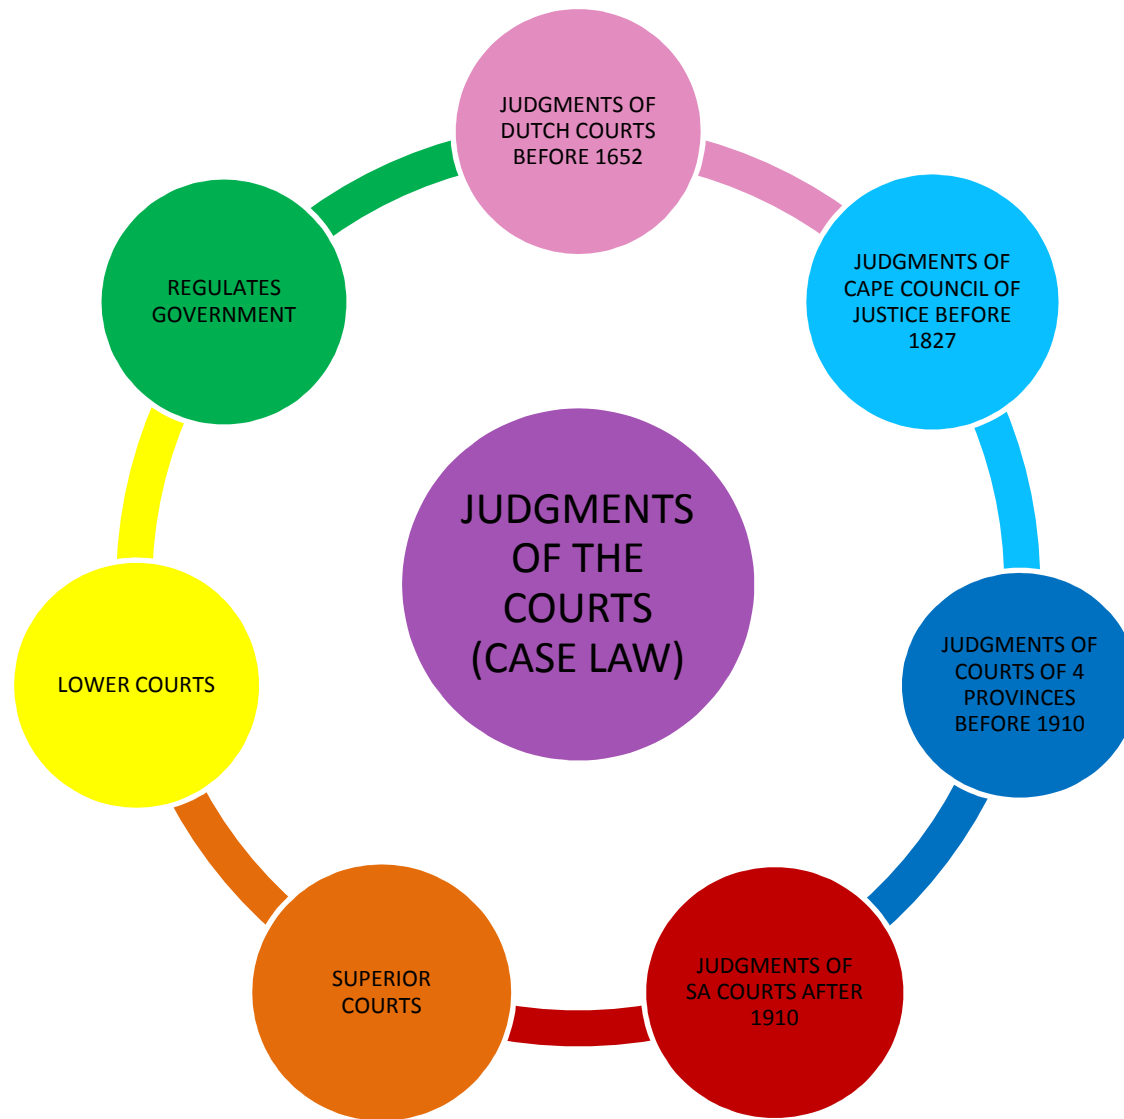 JUDGMENTS OF
DUTCH COURTS
BEFORE 1652
JUDGMENTS OF
CAPE COUNCIL OF
JUSTICE BEFORE
1827
JUDGMENTS OF
COURTS OF 4
PROVINCES
BEFORE 1910
JUDGMENTS OF
SA COURTS AFTER
1910
SUPERIOR
COURTS
LOWER COURTS
REGULATES
GOVERNMENT
JUDGMENTS
OF THE
COURTS
(CASE LAW)